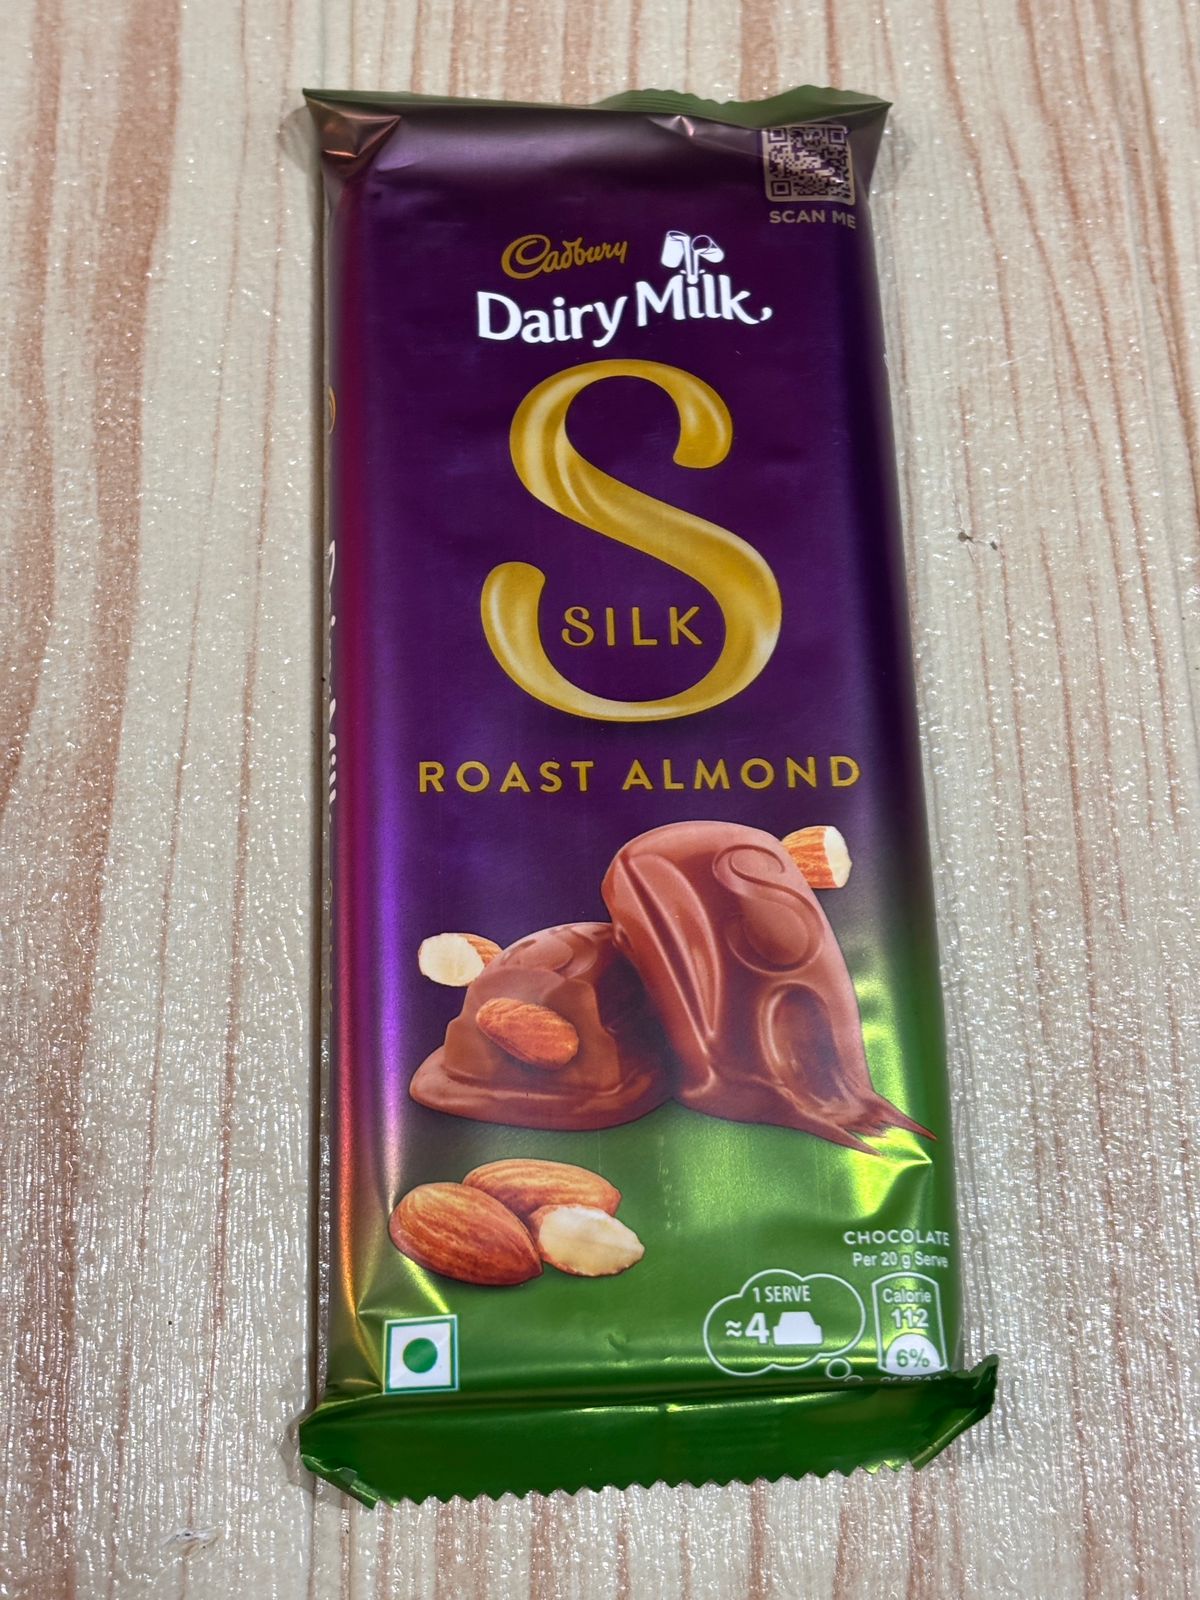 SCAN ME
Cadbury
Dairy Milk
S
SILK
ROAST ALMOND
CHOCOLATE
Per 20 g Serve
1 SERVE
≈4
Calorie
112
6%